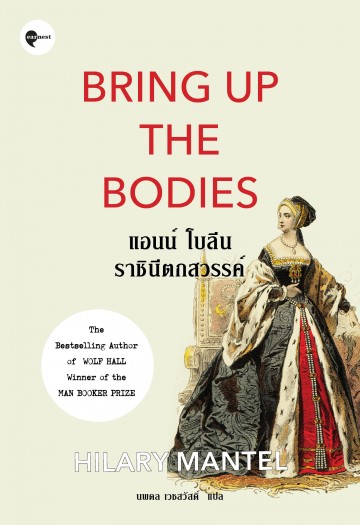 earnest
BRING UP
THE
BODIES
แอนน์ โบลีน
ราชินีตกสวรรค์
The
Bestselling Author
of WOLF HALL
Winner of the
MAN BOOKER PRIZE
HILARY MANTEL
นพดล เวชสวัสดิ์ แปล